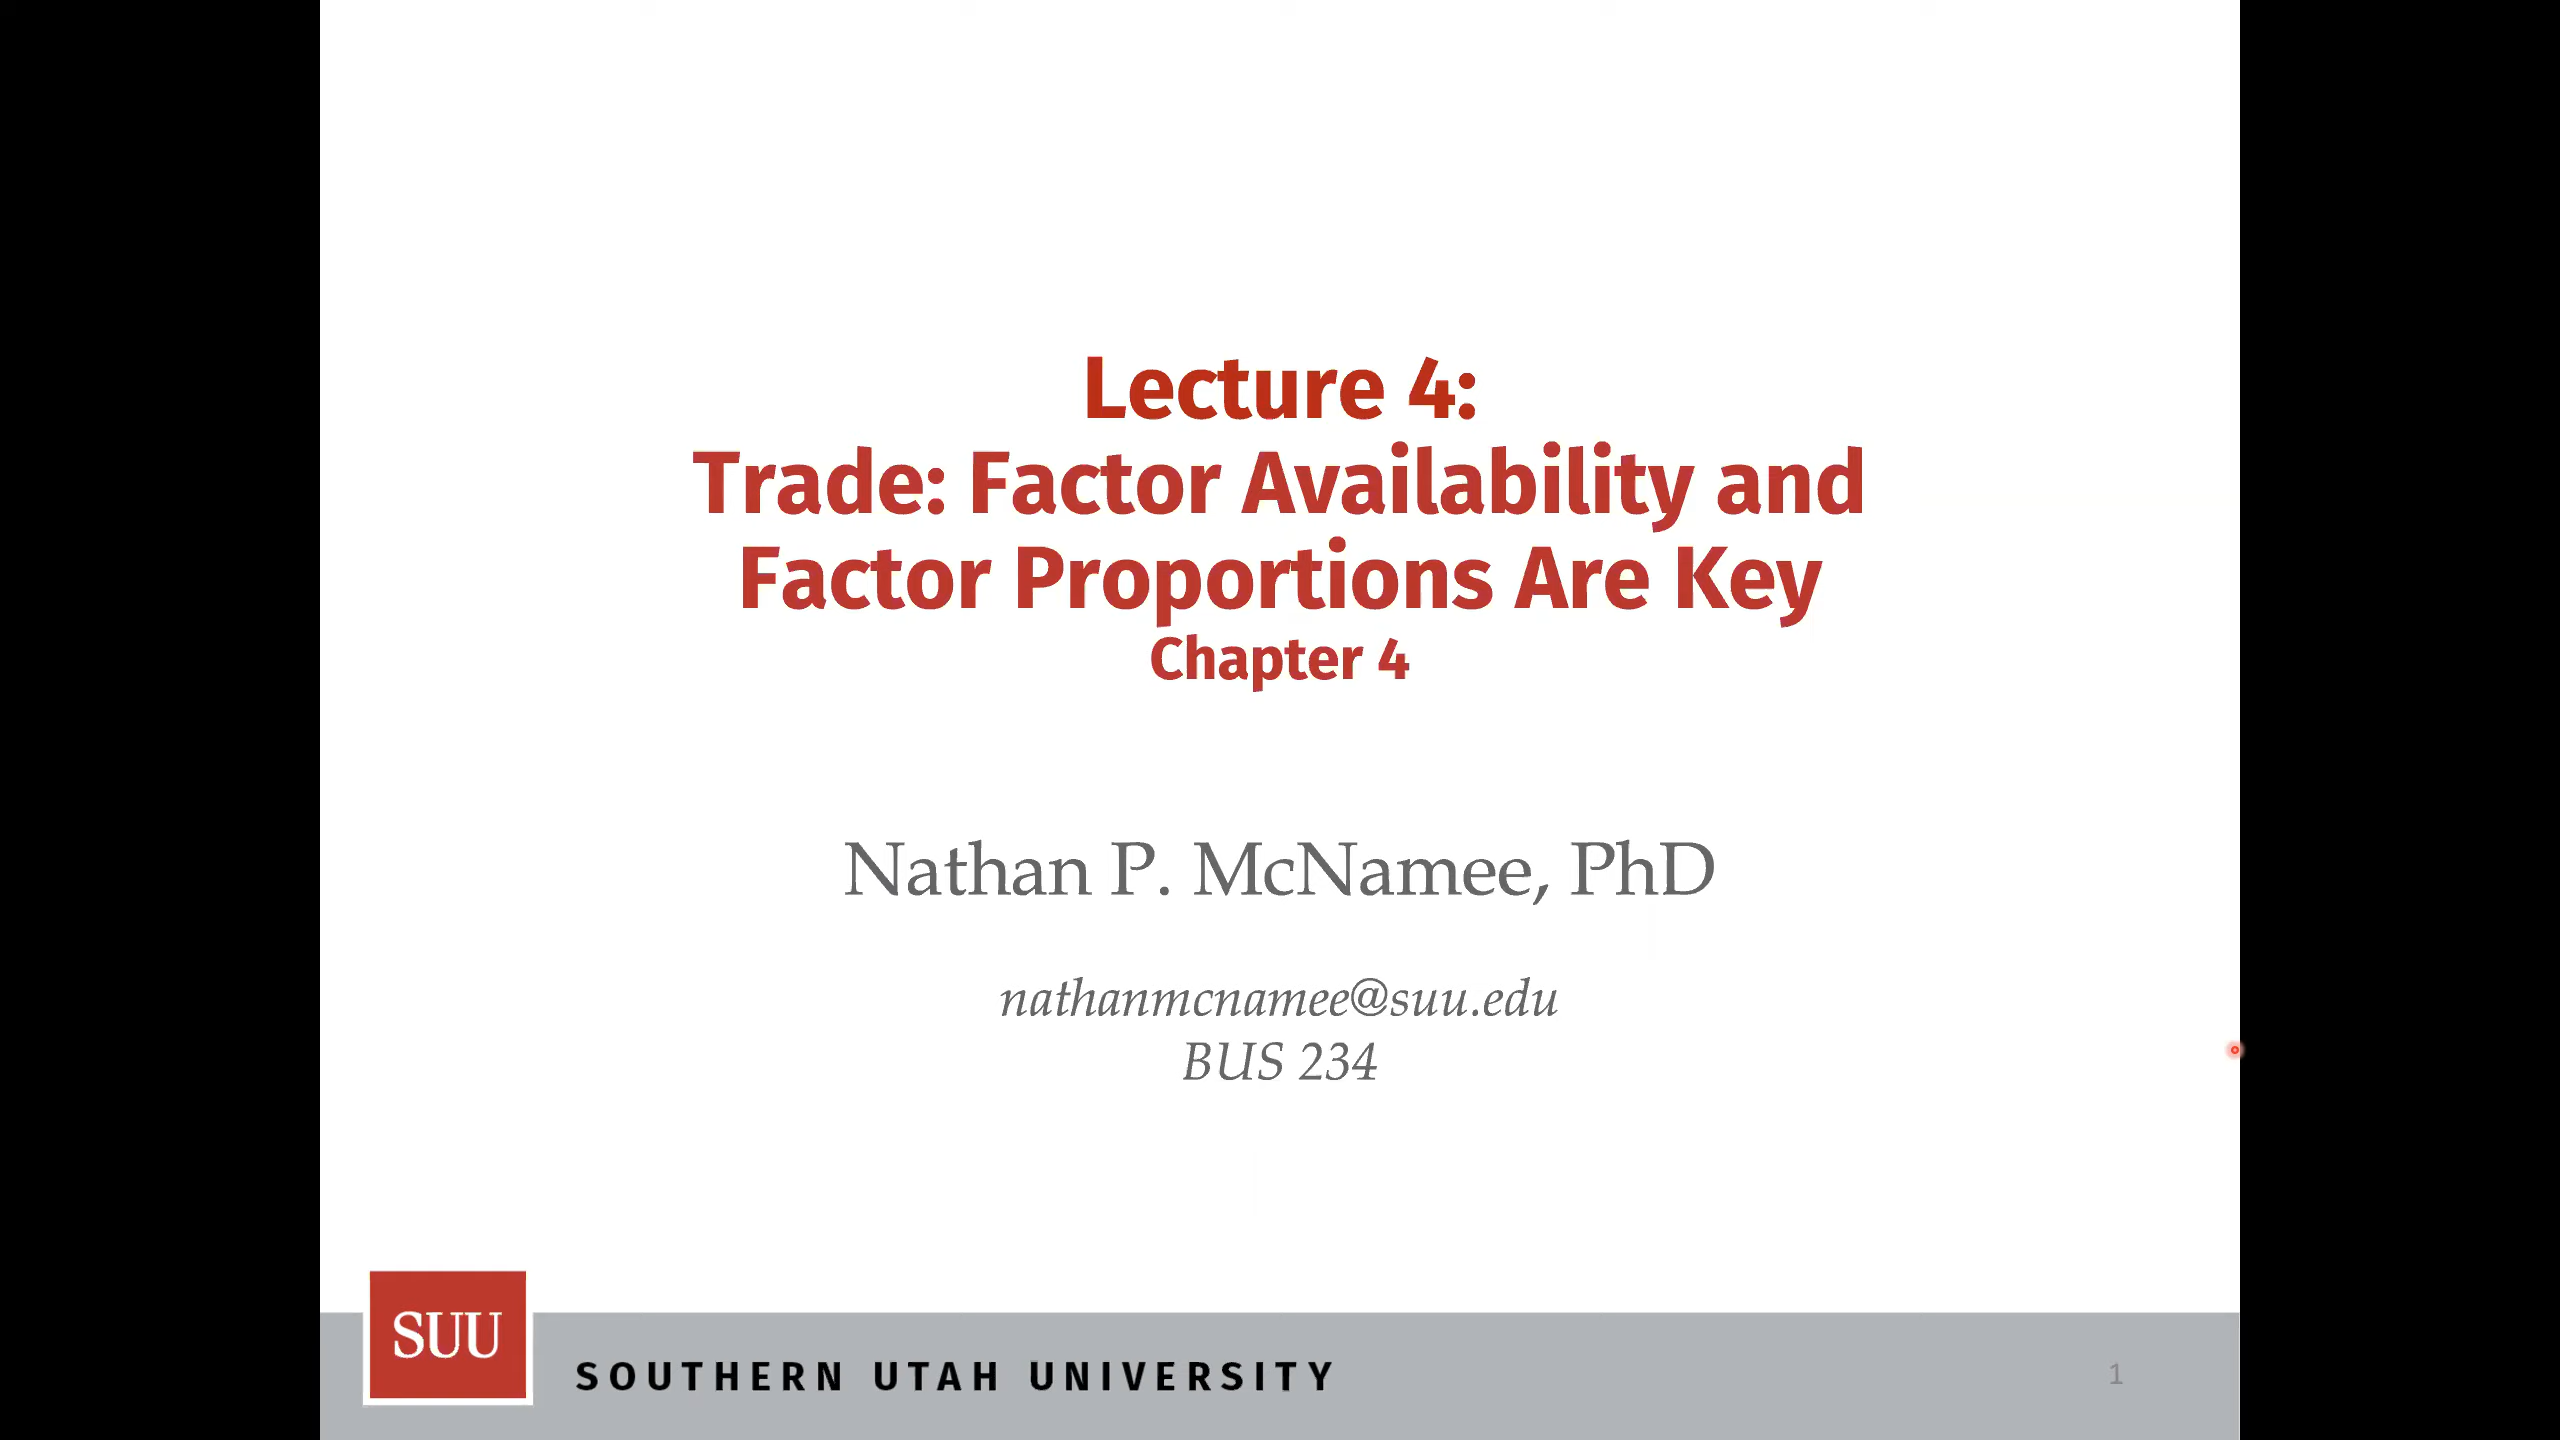 Lecture 4:
Trade: Factor Availability and
Factor Proportions Are Key
Chapter 4
Nathan P. McNamee, PhD
nathanmcnamee@suu.edu
BUS 234
SUU
SOUTHERN UTAH UNIVERSITY
1